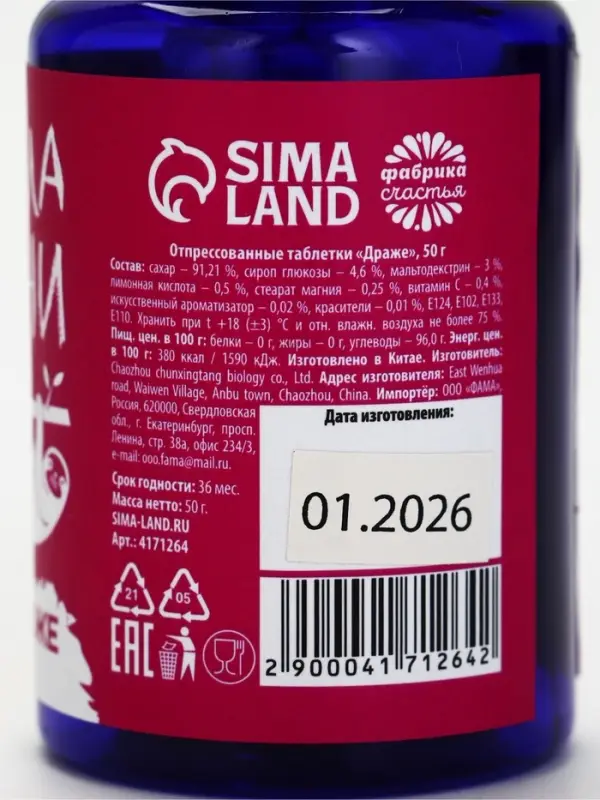 SIMA
LAND
фабрика
счастья
Отпрессованные таблетки «Драже», 50 г
Состав: сахар – 91,21 %, сироп глюкозы – 4,6 %, мальтодекстрин – 3 %,
лимонная кислота – 0,5 %, стеарат магния – 0,25 %, витамин С – 0,4 %,
искусственный ароматизатор – 0,02 %, красители – 0,01 %, Е124, Е102, Е133,
Е110. Хранить при t +18 (±3) °С и отн. влажн. воздуха не более 75 %.
Пищ. цен. в 100 г: белки – 0 г, жиры – 0 г, углеводы – 96,0 г. Энерг. цен.
в 100 г: 380 ккал / 1590 кДж. Изготовлено в Китае. Изготовитель:
Chaozhou chunxingtang biology co., Ltd. Адрес изготовителя: East Wenhua
road, Waiwen Village, Anbu town, Chaozhou, China. Импортёр: ООО «ФАМА»,
Россия, 620000, Свердловская
обл., г. Екатеринбург, просп.
Ленина, стр. 38а, офис 234/3,
e-mail: ooo.fama@mail.ru.
Срок годности: 36 мес.
Масса нетто: 50 г.
SIMA-LAND.RU
Арт.: 4171264
Дата изготовления:
01.2026
21
05
EAC
2 900041 712642